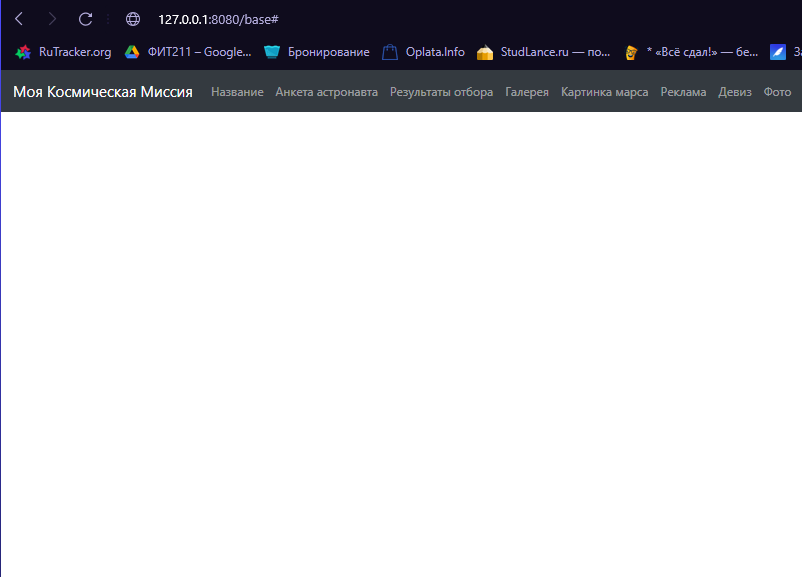 127.0.0.1:8080/base#
RuTracker.org ФИТ211 – Google... Бронирование Oplata.Info StudLance.ru — по... * «Всё сдал!» — бе... За
Моя Космическая Миссия Название Анкета астронавта Результаты отбора Галерея Картинка марса Реклама Девиз Фото